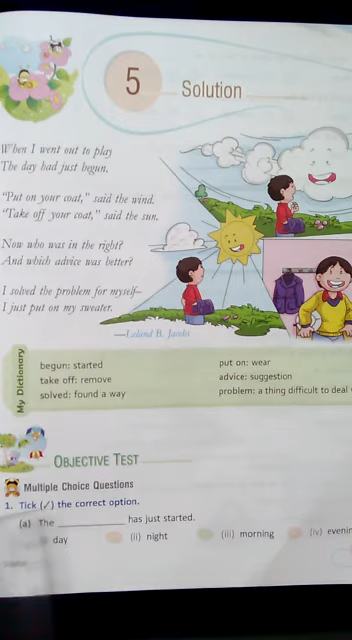 5 Solution
When I went out to play
The day had just begun,
"Put on your coat," said the wind.
"Take off your coat," said the sun.
Now who was in the right?
And which advice was better?
I solved the problem for myself—
I just put on my sweater.
—Leland B. Jacobs
My Dictionary
begun: started
put on: wear
take off: remove
advice: suggestion
solved: found a way
problem: a thing difficult to deal
OBJECTIVE TEST
Multiple Choice Questions
1. Tick (✓) the correct option.
(a) The ____________ has just started.
day (ii) night (iii) morning (iv)